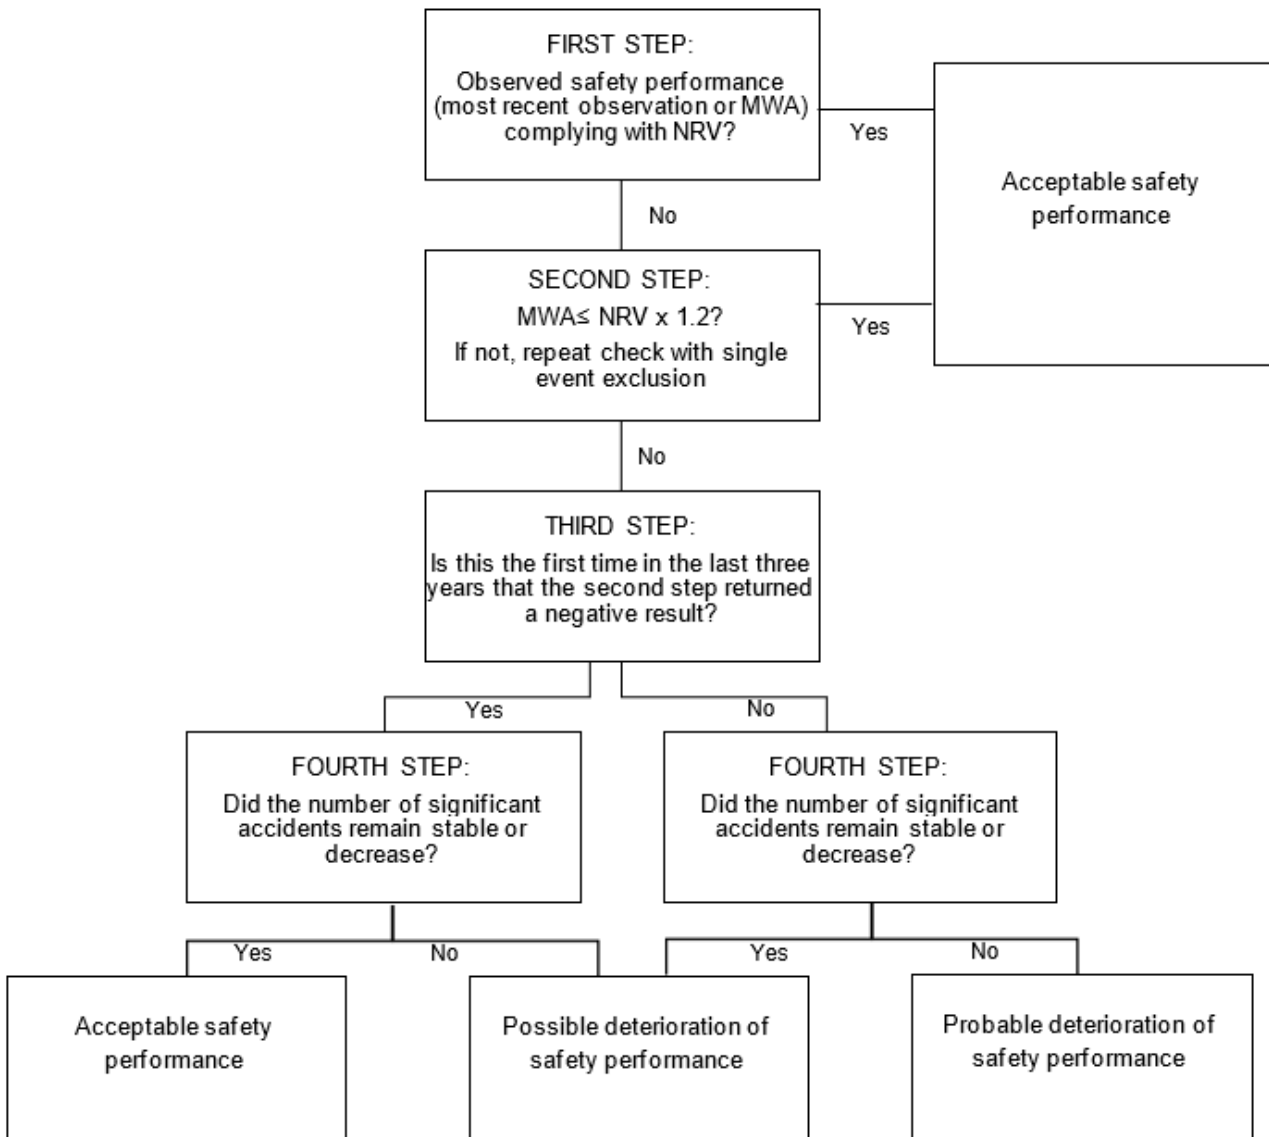 FIRST STEP:
Observed safety performance
(most recent observation or MWA)
complying with NRV?
Yes
Acceptable safety
performance
No
SECOND STEP:
MWA≤ NRV x 1.2?
If not, repeat check with single
event exclusion
Yes
No
THIRD STEP:
Is this the first time in the last three
years that the second step returned
a negative result?
Yes
No
FOURTH STEP:
Did the number of significant
accidents remain stable or
decrease?
FOURTH STEP:
Did the number of significant
accidents remain stable or
decrease?
Yes
No
Yes
No
Acceptable safety
performance
Possible deterioration of
safety performance
Probable deterioration of
safety performance